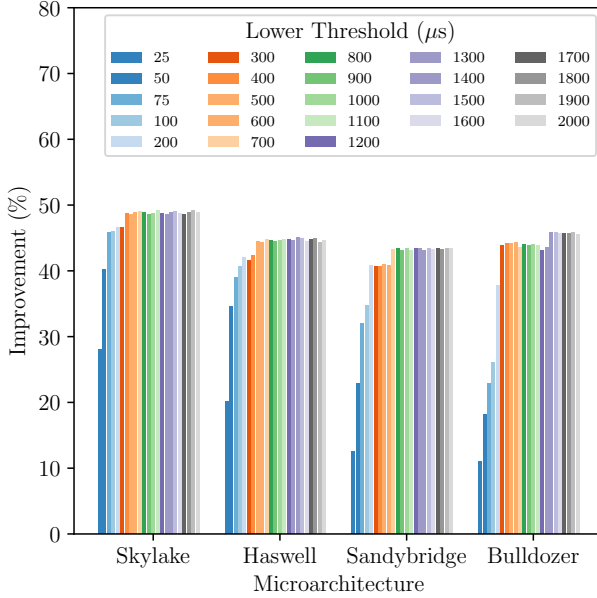 80
70
60
50
40
30
20
10
0
Improvement (%)
Lower Threshold (μs)
25 300 800 1300 1700
50 400 900 1400 1800
75 500 1000 1500 1900
100 600 1100 1600 2000
200 700 1200
Skylake Haswell Sandybridge Bulldozer
Microarchitecture